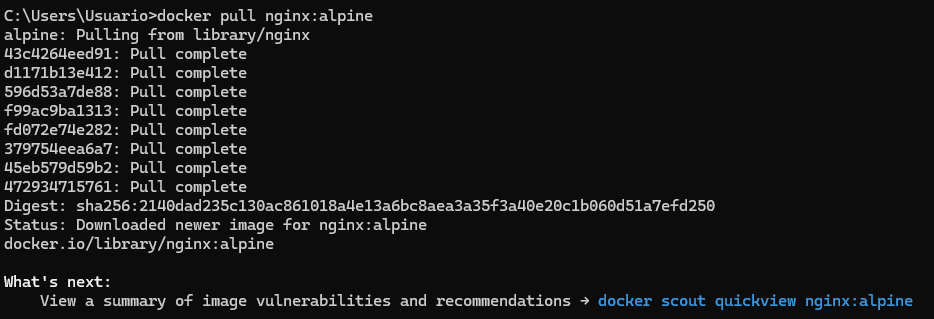 C:\Users\Usuario>docker pull nginx:alpine
alpine: Pulling from library/nginx
43c4264eed91: Pull complete
d1171b13e412: Pull complete
596d53a7de88: Pull complete
f99ac9ba1313: Pull complete
fd072e74e282: Pull complete
379754eea6a7: Pull complete
45eb579d59b2: Pull complete
472934715761: Pull complete
Digest: sha256:2140dad235c130ac861018a4e13a6bc8aea3a35f3a40e20c1b060d51a7efd250
Status: Downloaded newer image for nginx:alpine
docker.io/library/nginx:alpine
What's next:
View a summary of image vulnerabilities and recommendations → docker scout quickview nginx:alpine